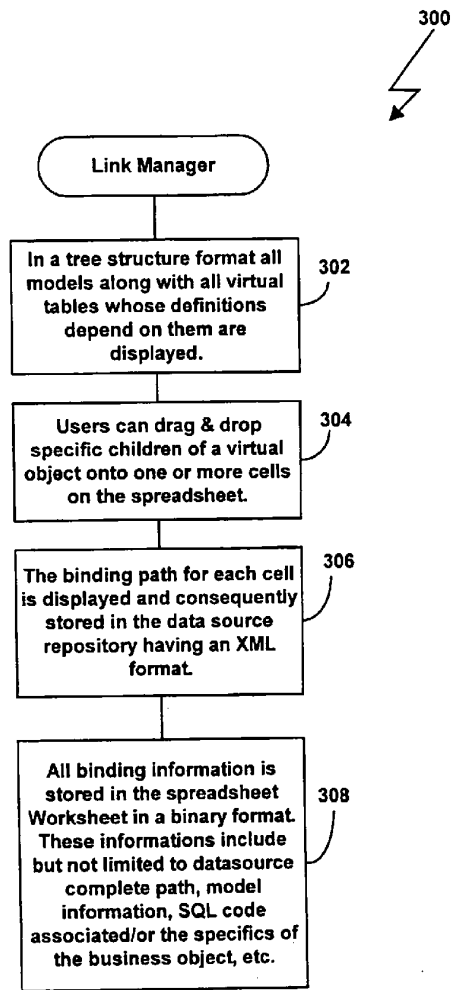 300
Link Manager
In a tree structure format all
models along with all virtual
tables whose definitions
depend on them are
displayed.
302
Users can drag & drop
specific children of a virtual
object onto one or more cells
on the spreadsheet.
304
The binding path for each cell
is displayed and consequently
stored in the data source
repository having an XML
format.
306
All binding information is
stored in the spreadsheet
Worksheet in a binary format.
These informations include
but not limited to datasource
complete path, model
information, SQL code
associated/or the specifics of
the business object, etc.
308